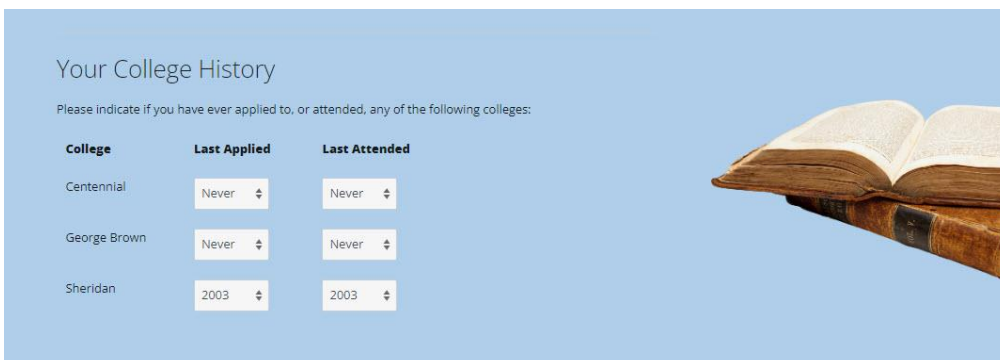 Your College History
Please indicate if you have ever applied to, or attended, any of the following colleges:
College Last Applied Last Attended
Centennial Never Never
George Brown Never Never
Sheridan 2003 2003